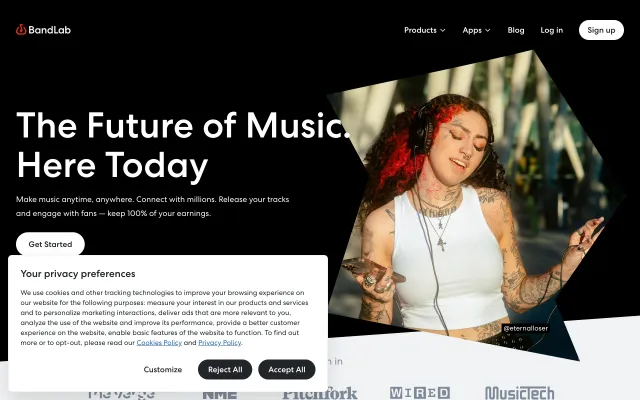 BandLab
Products
Apps
Blog
Log in
Sign up
The Future of Music.
Here Today
Make music anytime, anywhere. Connect with millions. Release your tracks
and engage with fans — keep 100% of your earnings.
Get Started
@eternalloser
Your privacy preferences
We use cookies and other tracking technologies to improve your browsing experience on
our website for the following purposes: measure your interest in our products and services
and to personalize marketing interactions, deliver ads that are more relevant to you,
analyze the use of the website and improve its performance, provide a better customer
experience on the website, enable basic features of the website to function. To find out
more or to opt-out, please read our Cookies Policy and Privacy Policy.
Customize
Reject All
Accept All
in
NME
Pitchfork
WIRED
MusicTech